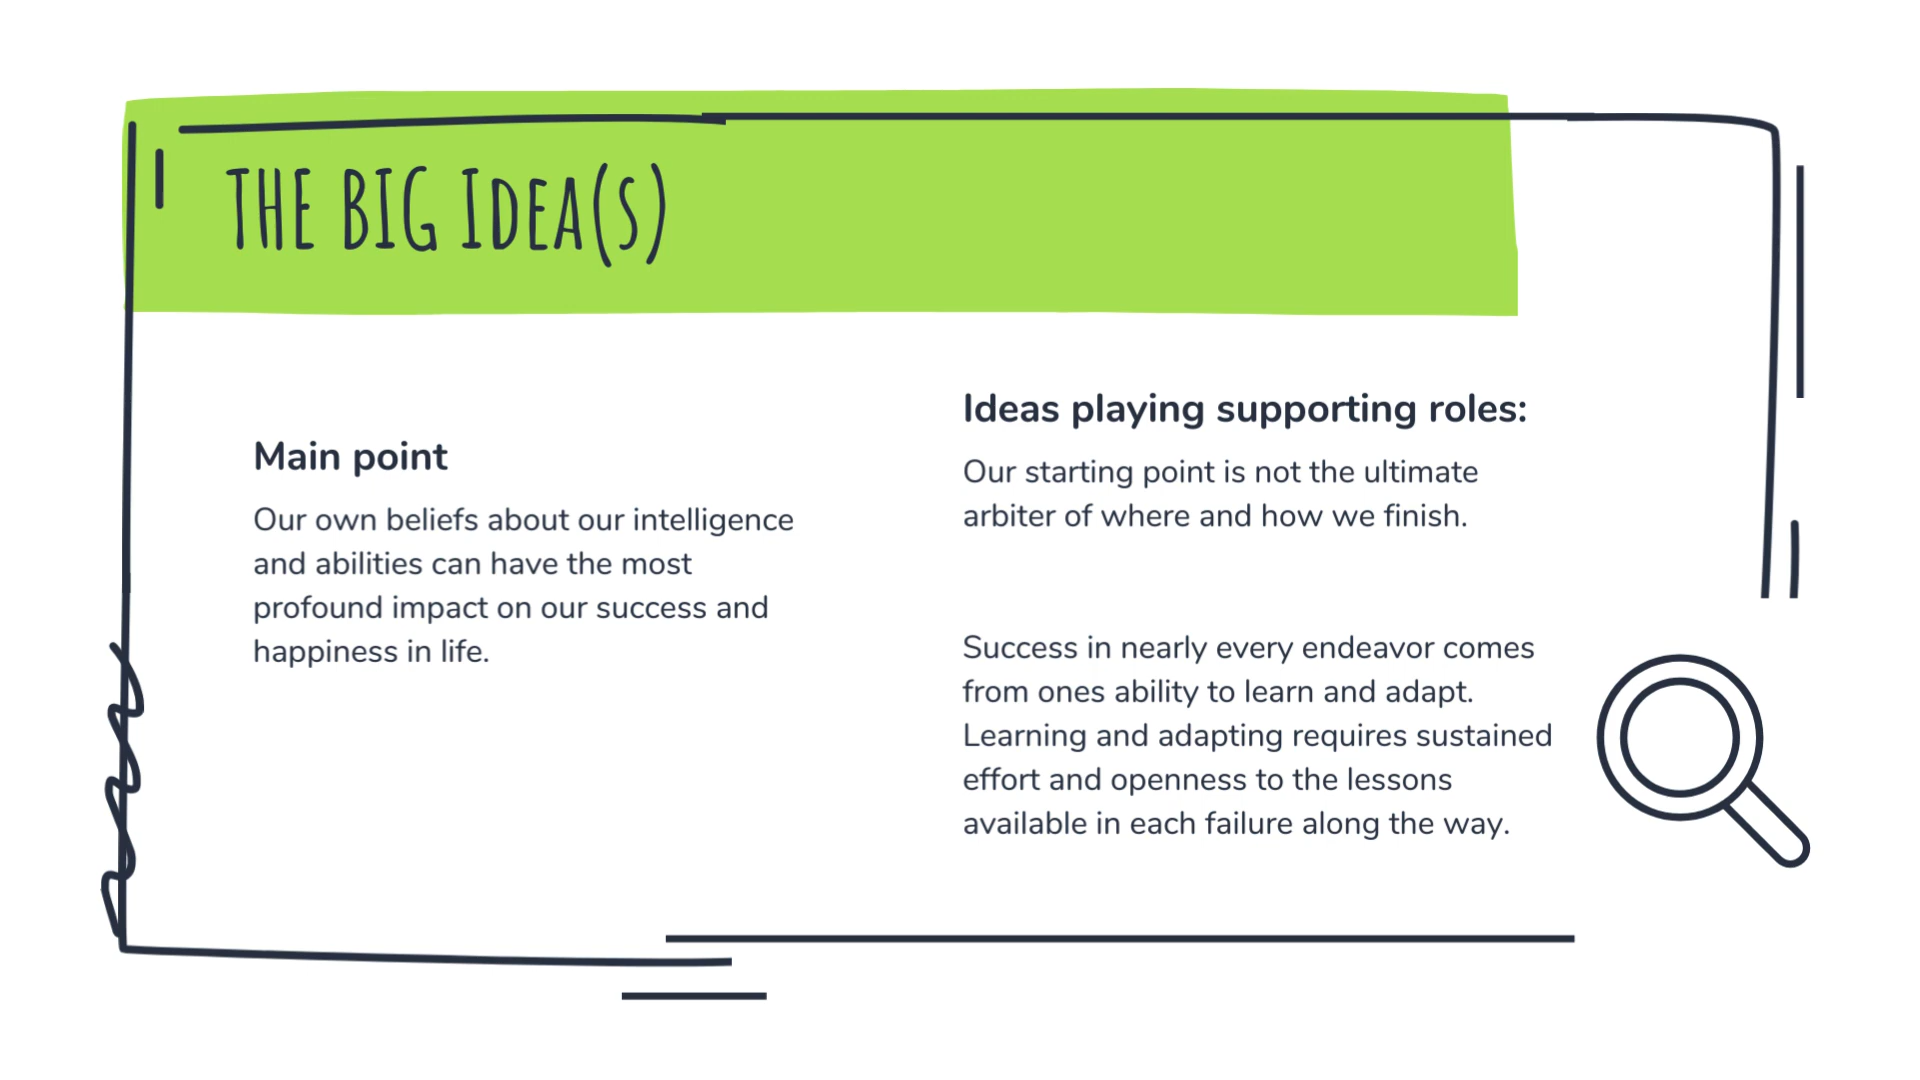 THE BIG IDEA(S)
Main point
Our own beliefs about our intelligence
and abilities can have the most
profound impact on our success and
happiness in life.
Ideas playing supporting roles:
Our starting point is not the ultimate
arbiter of where and how we finish.
Success in nearly every endeavor comes
from ones ability to learn and adapt.
Learning and adapting requires sustained
effort and openness to the lessons
available in each failure along the way.